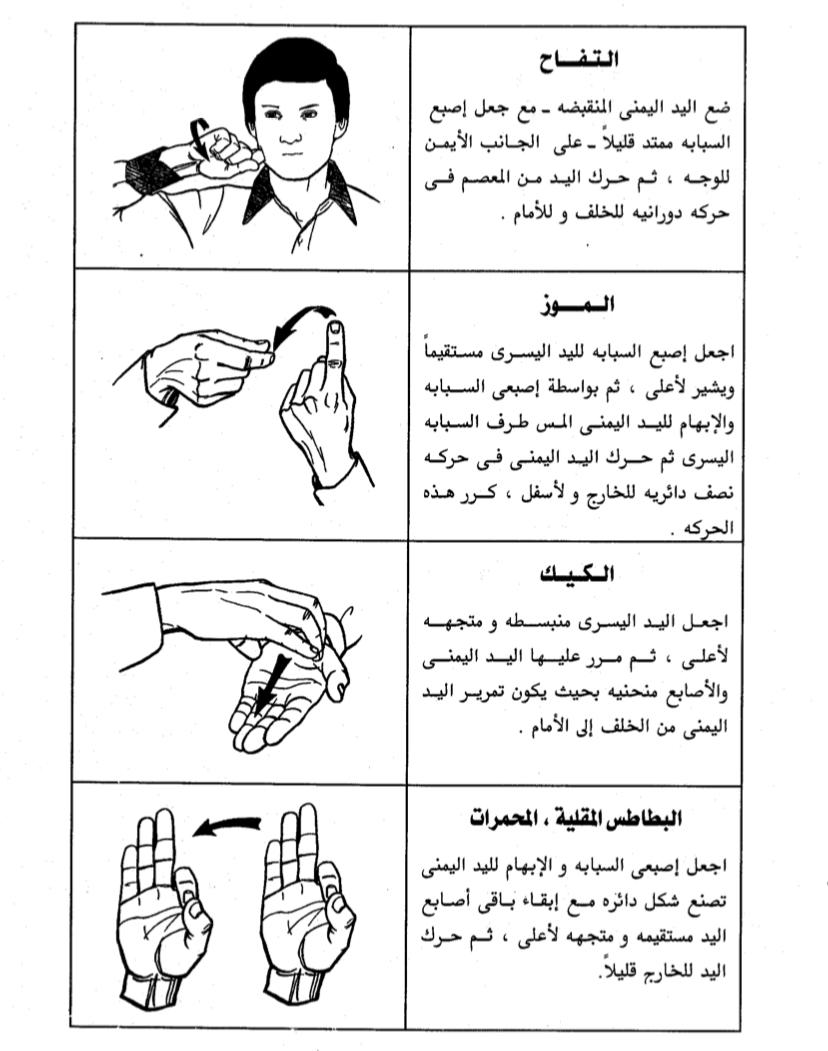 التفاح
ضع اليد اليمنى المنقبضه ـ مع جعل إصبع
السبابه ممتد قليلاً ـ على الجانب الأيمن
للوجه ، ثم حرك اليد من المعصم فى
حركه دورانيه للخلف و للأمام .
الموز
اجعل إصبع السبابه لليد اليسرى مستقيماً
ويشير لأعلى ، ثم بواسطة إصبعى السبابه
والإبهام لليد اليمنى المس طرف السبابه
اليسرى ثم حرك اليد اليمنى فى حركه
نصف دائريه للخارج و لأسفل ، كرر هذه
الحركه .
الكيك
اجعل اليد اليسرى منبسطه و متجهه
لأعلى ، ثم مرر عليها اليد اليمنى
والأصابع منحنيه بحيث يكون تمرير اليد
اليمنى من الخلف إلى الأمام .
البطاطس المقلية ، المحمرات
اجعل إصبعى السبابه و الإبهام لليد اليمنى
تصنع شكل دائره مع إبقاء باقى أصابع
اليد مستقيمه و متجهه لأعلى ، ثم حرك
اليد للخارج قليلاً.